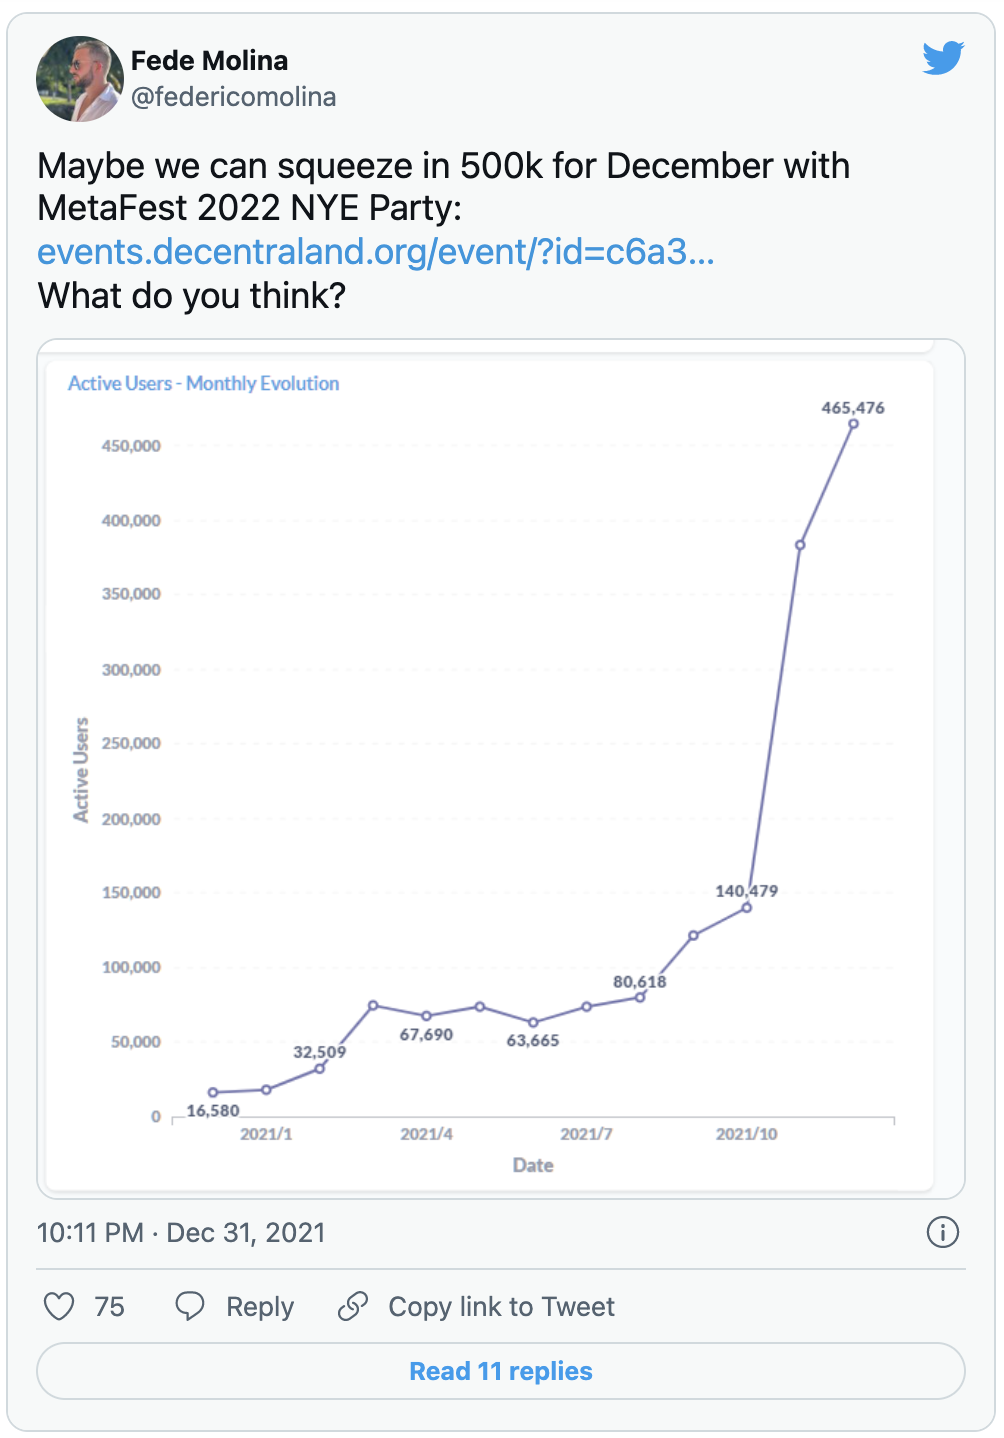 Fede Molina
@federicomolina
Maybe we can squeeze in 500k for December with
MetaFest 2022 NYE Party:
events.decentraland.org/event/?id=c6a3...
What do you think?
Active Users - Monthly Evolution
465,476
450,000
400,000
350,000
300,000
250,000
200,000
150,000
100,000
50,000
0
Active Users
140,479
80,618
67,690
63,665
32,509
16,580
2021/1
2021/4
2021/7
2021/10
Date
10:11 PM · Dec 31, 2021
75
Reply
Copy link to Tweet
Read 11 replies